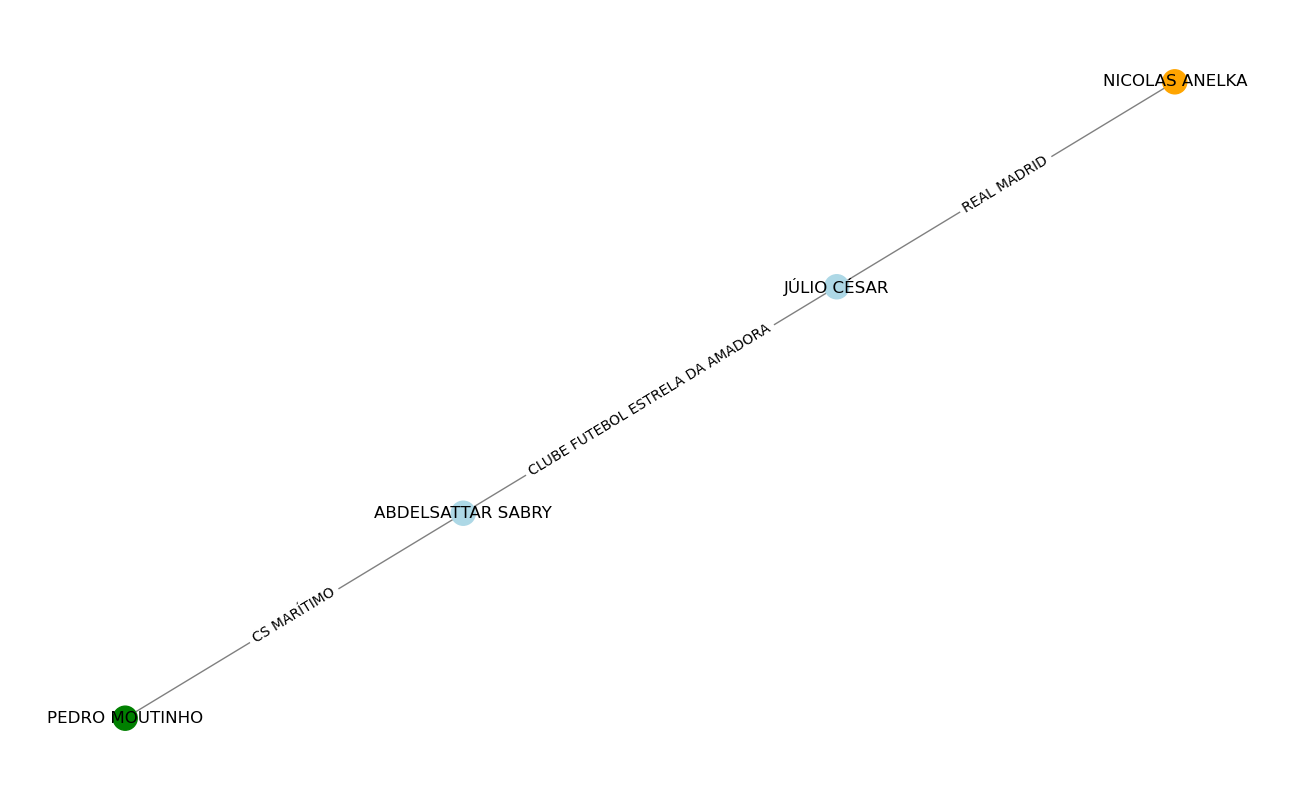 NICOLAS ANELKA
REAL MADRID
JÚLIO CÉSAR
CLUBE FUTEBOL ESTRELA DA AMADORA
ABDELSATTAR SABRY
CS MARÍTIMO
PEDRO MOUTINHO